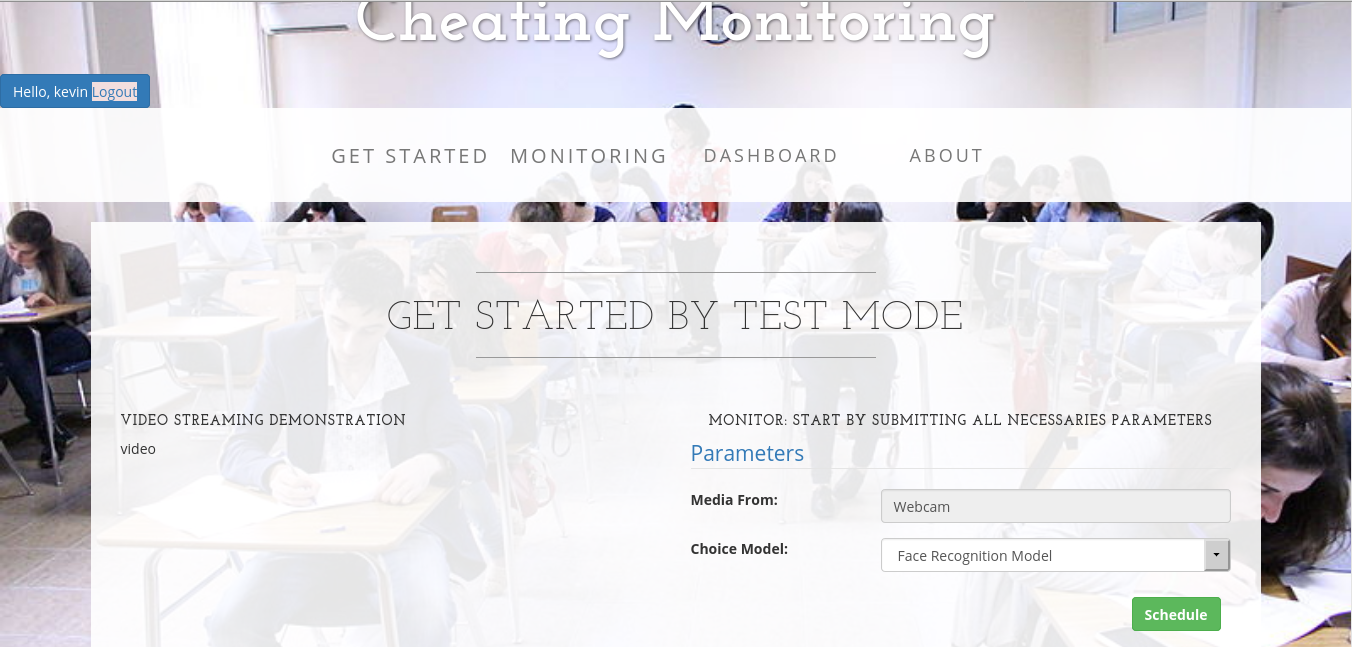 Cheating Monitoring
Hello, kevin Logout
GET STARTED MONITORING DASHBOARD ABOUT
GET STARTED BY TEST MODE
VIDEO STREAMING DEMONSTRATION
video
MONITOR: START BY SUBMITTING ALL NECESSARIES PARAMETERS
Parameters
Media From: Webcam
Choice Model: Face Recognition Model
Schedule